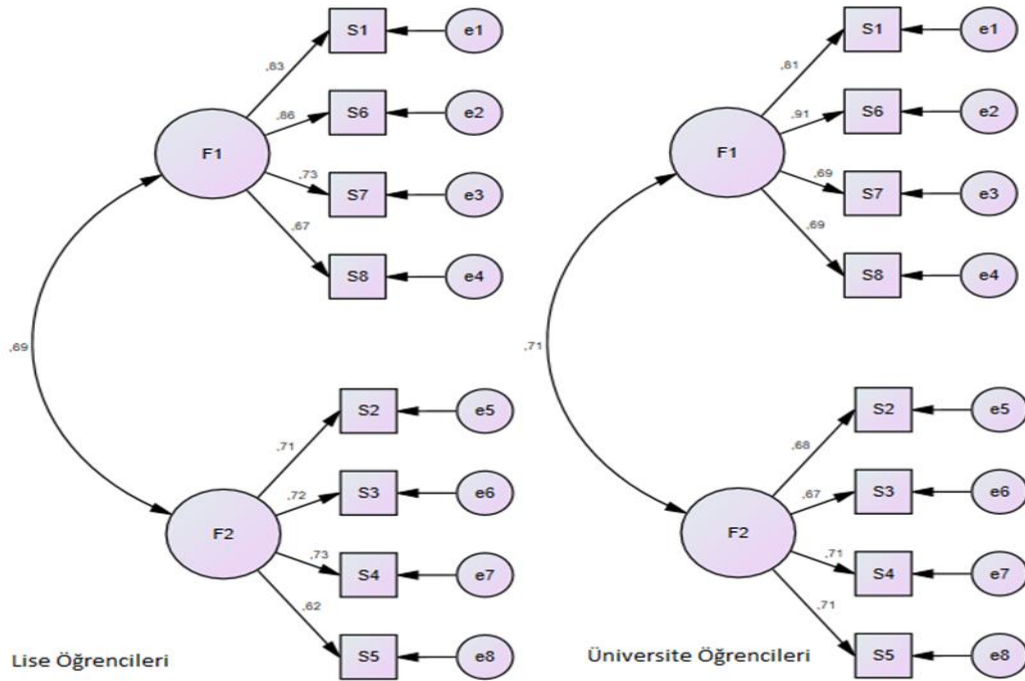 S1 e1
,83
S6 e2
,86
F1
,73
S7 e3
,67
S8 e4
,69
S2 e5
,71
S3 e6
,72
F2
,73
S4 e7
,62
S5 e8
Lise Öğrencileri
S1 e1
,81
S6 e2
,91
F1
,69
S7 e3
,69
S8 e4
,71
S2 e5
,68
S3 e6
,67
F2
,71
S4 e7
,71
S5 e8
Üniversite Öğrencileri